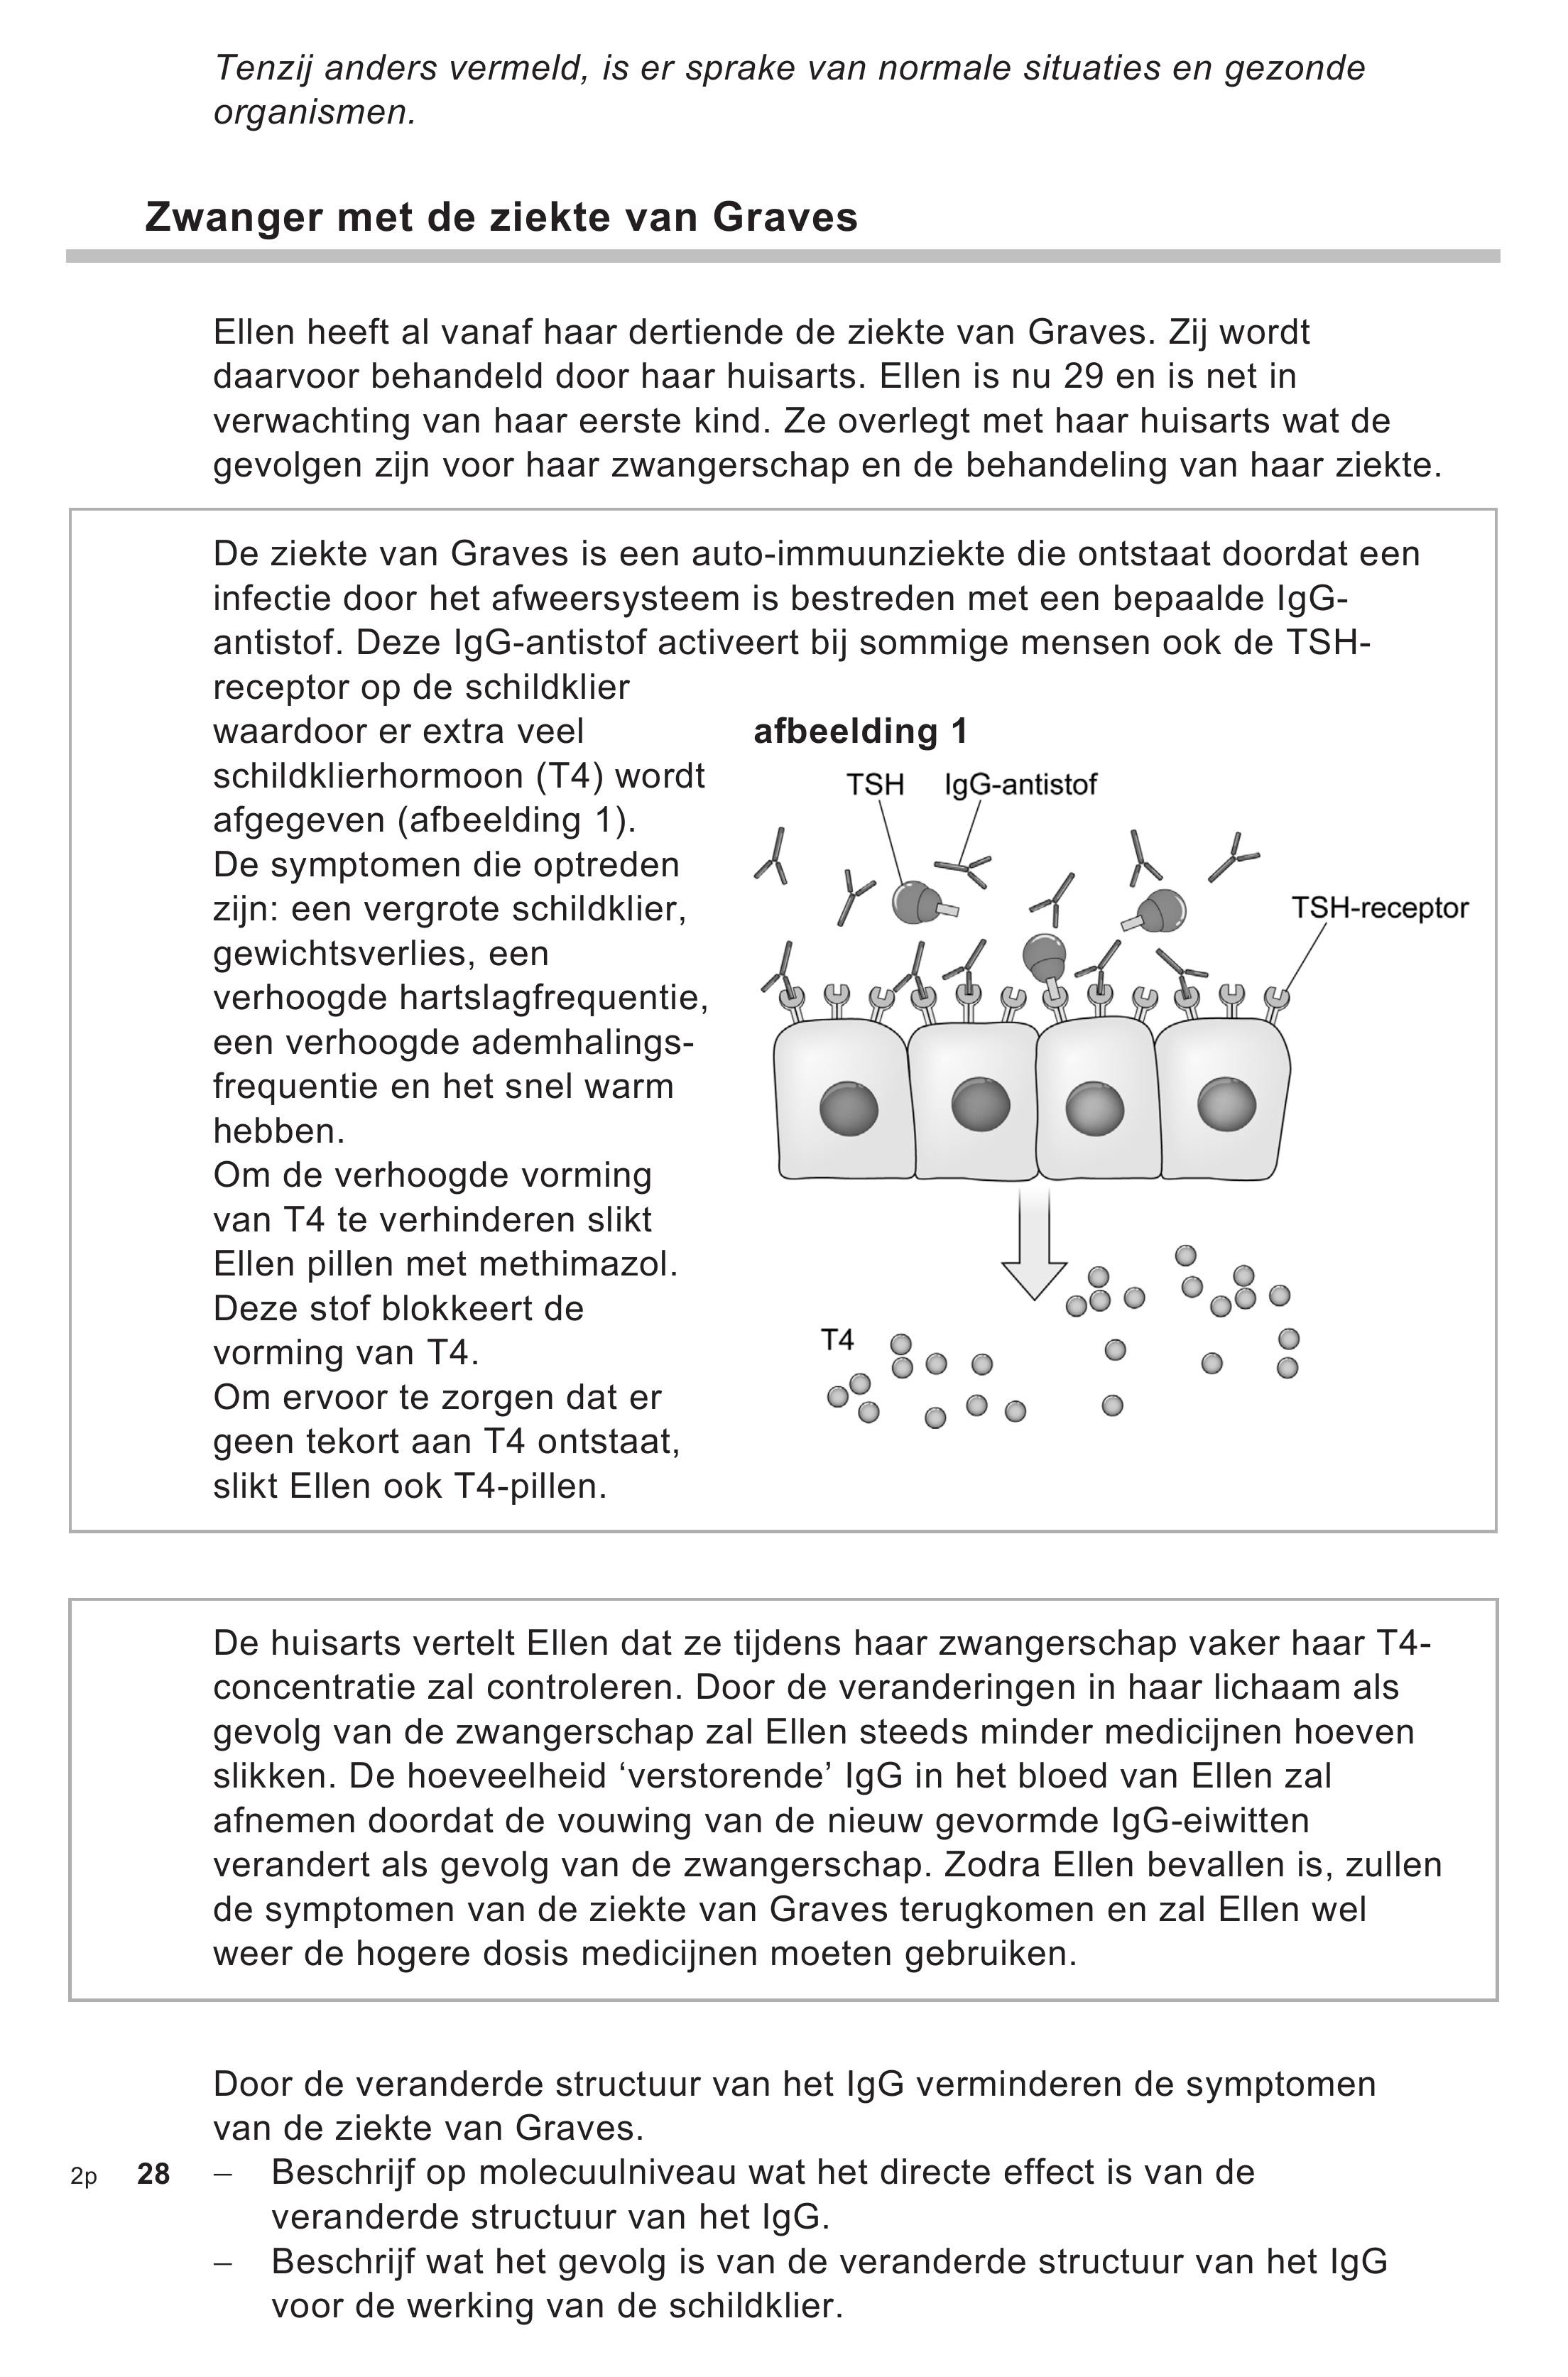 Tenzij anders vermeld, is er sprake van normale situaties en gezonde
organismen.
Zwanger met de ziekte van Graves
Ellen heeft al vanaf haar dertiende de ziekte van Graves. Zij wordt
daarvoor behandeld door haar huisarts. Ellen is nu 29 en is net in
verwachting van haar eerste kind. Ze overlegt met haar huisarts wat de
gevolgen zijn voor haar zwangerschap en de behandeling van haar ziekte.
De ziekte van Graves is een auto-immuunziekte die ontstaat doordat een
infectie door het afweersysteem is bestreden met een bepaalde IgG-
antistof. Deze IgG-antistof activeert bij sommige mensen ook de TSH-
receptor op de schildklier
waardoor er extra veel
schildklierhormoon (T4) wordt
afgegeven (afbeelding 1).
De symptomen die optreden
zijn: een vergrote schildklier,
gewichtsverlies, een
verhoogde hartslagfrequentie,
een verhoogde ademhalings-
frequentie en het snel warm
hebben.
Om de verhoogde vorming
van T4 te verhinderen slikt
Ellen pillen met methimazol.
Deze stof blokkeert de
vorming van T4.
Om ervoor te zorgen dat er
geen tekort aan T4 ontstaat,
slikt Ellen ook T4-pillen.
afbeelding 1
TSH IgG-antistof
TSH-receptor
T4
De huisarts vertelt Ellen dat ze tijdens haar zwangerschap vaker haar T4-
concentratie zal controleren. Door de veranderingen in haar lichaam als
gevolg van de zwangerschap zal Ellen steeds minder medicijnen hoeven
slikken. De hoeveelheid ‘verstorende’ IgG in het bloed van Ellen zal
afnemen doordat de vouwing van de nieuw gevormde IgG-eiwitten
verandert als gevolg van de zwangerschap. Zodra Ellen bevallen is, zullen
de symptomen van de ziekte van Graves terugkomen en zal Ellen wel
weer de hogere dosis medicijnen moeten gebruiken.
Door de veranderde structuur van het IgG verminderen de symptomen
van de ziekte van Graves.
2p 28 – Beschrijf op molecuulniveau wat het directe effect is van de
veranderde structuur van het IgG.
– Beschrijf wat het gevolg is van de veranderde structuur van het IgG
voor de werking van de schildklier.